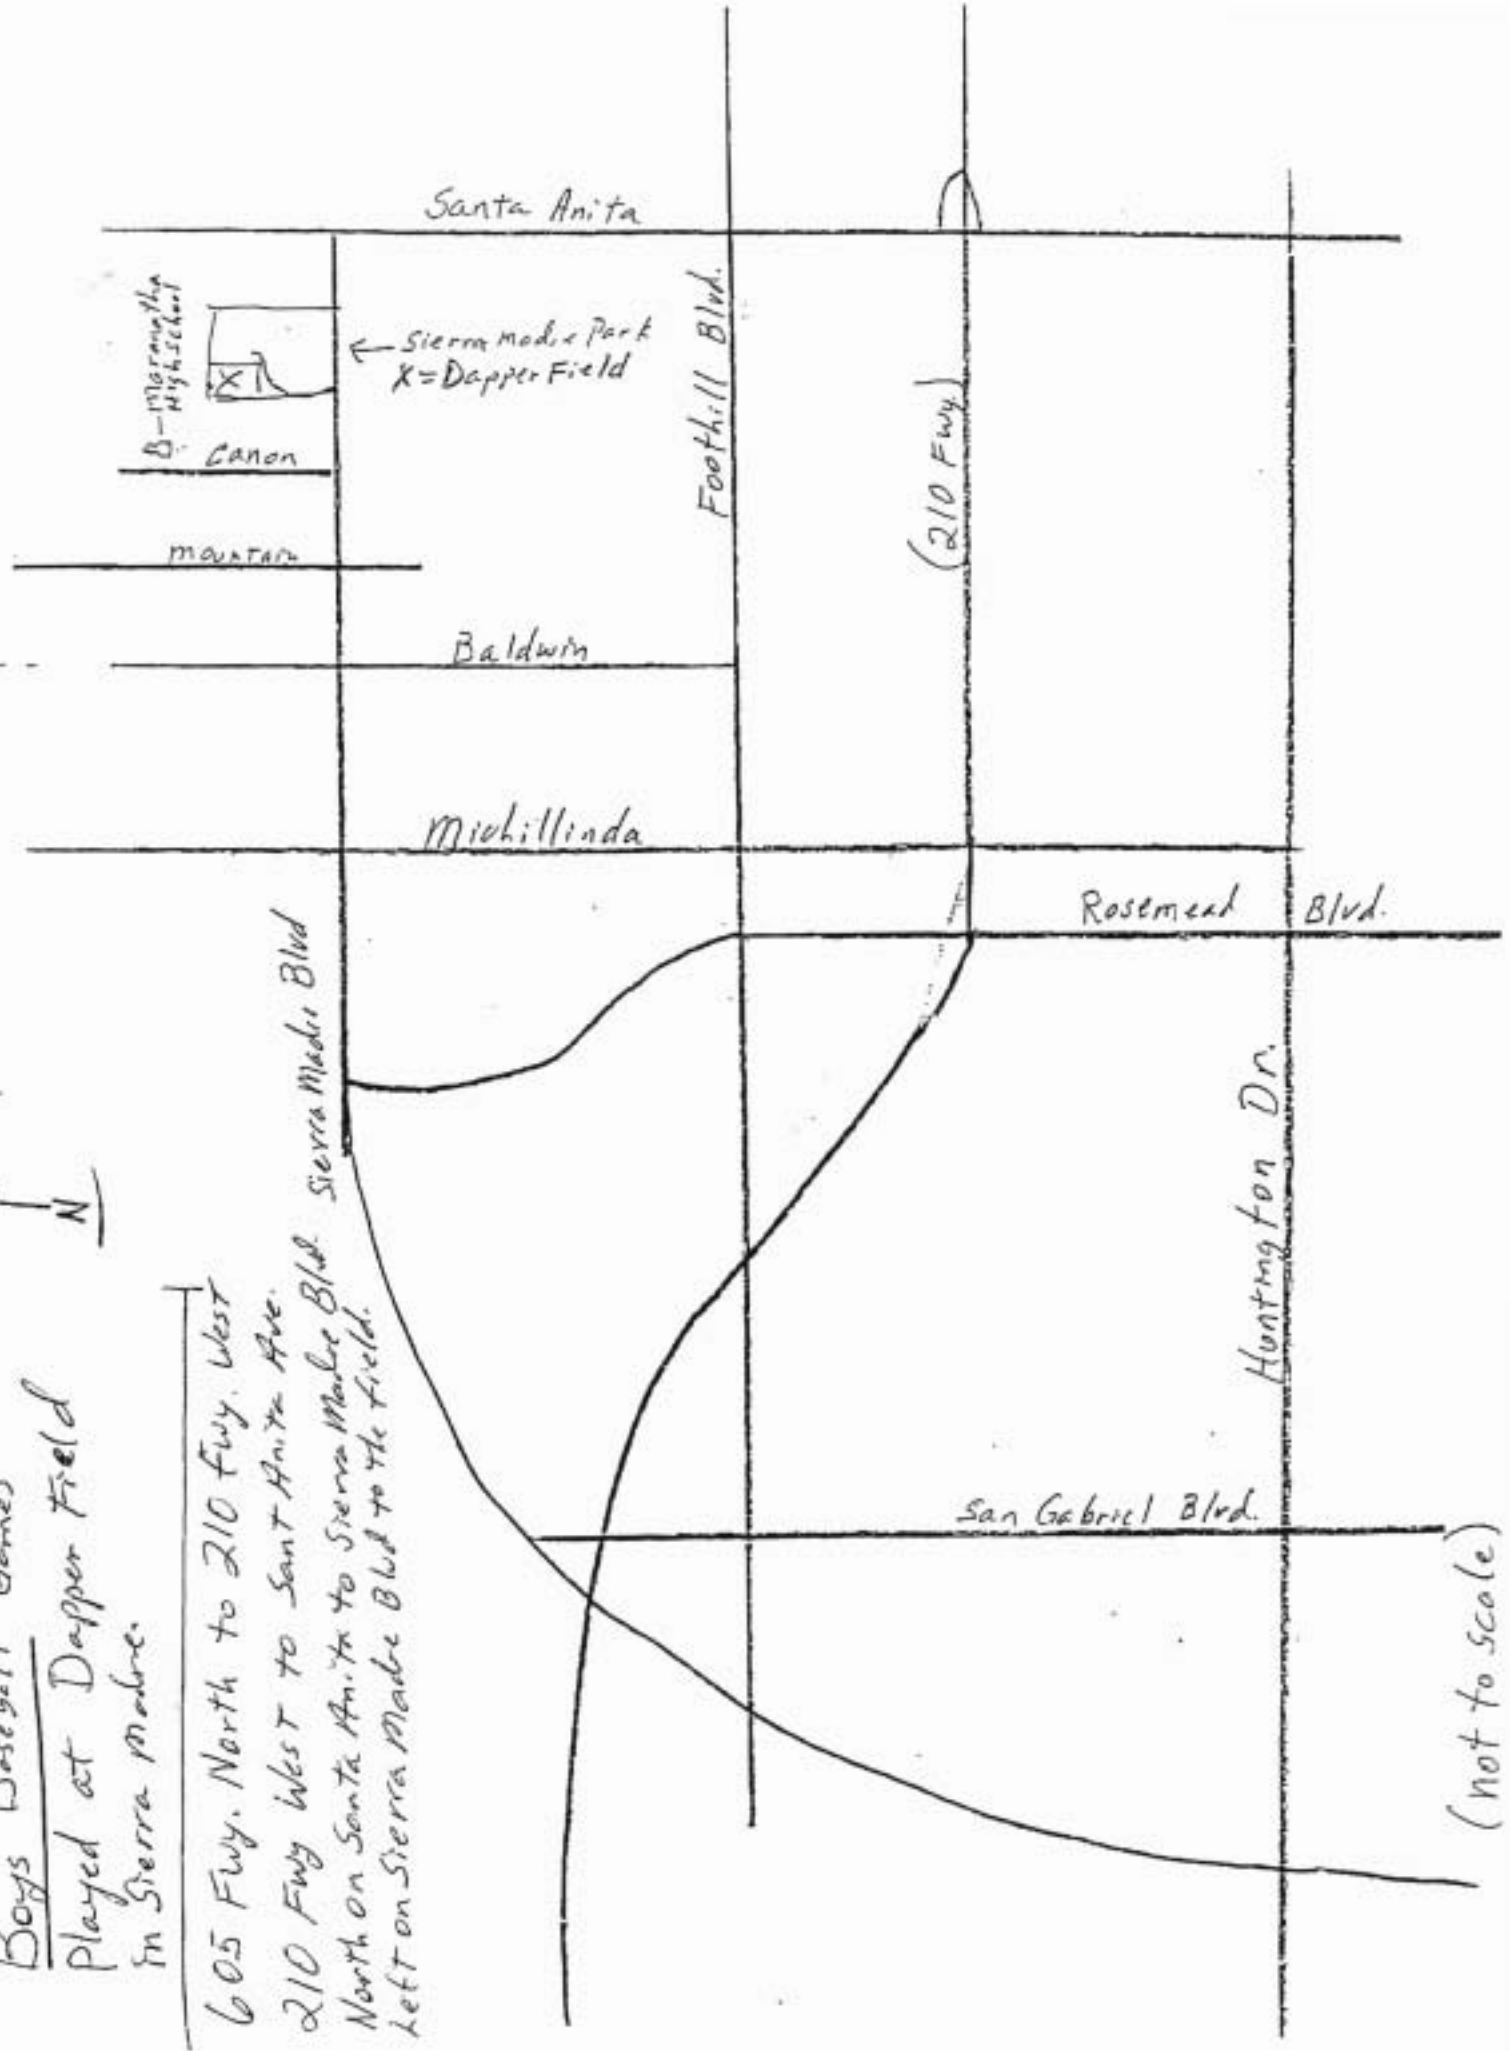 Boys Baseball Games
Played at Dapper Field
in Sierra Madre.
N
605 Fwy. North to 210 Fwy. West
210 Fwy West to Sant Anita Ave.
North on Santa Anita to Sierra Madre Blvd.
Left on Sierra Madre Blvd to the field.
Sierra Madre Blvd
B-Maranatha
High School
X
Canon
mountain
Santa Anita
← Sierra Madre Park
X = Dapper Field
Foothill Blvd.
(210 Fwy)
Baldwin
Michillinda
Rosemead Blvd.
Huntington Dr.
San Gabriel Blvd.
(not to scale)